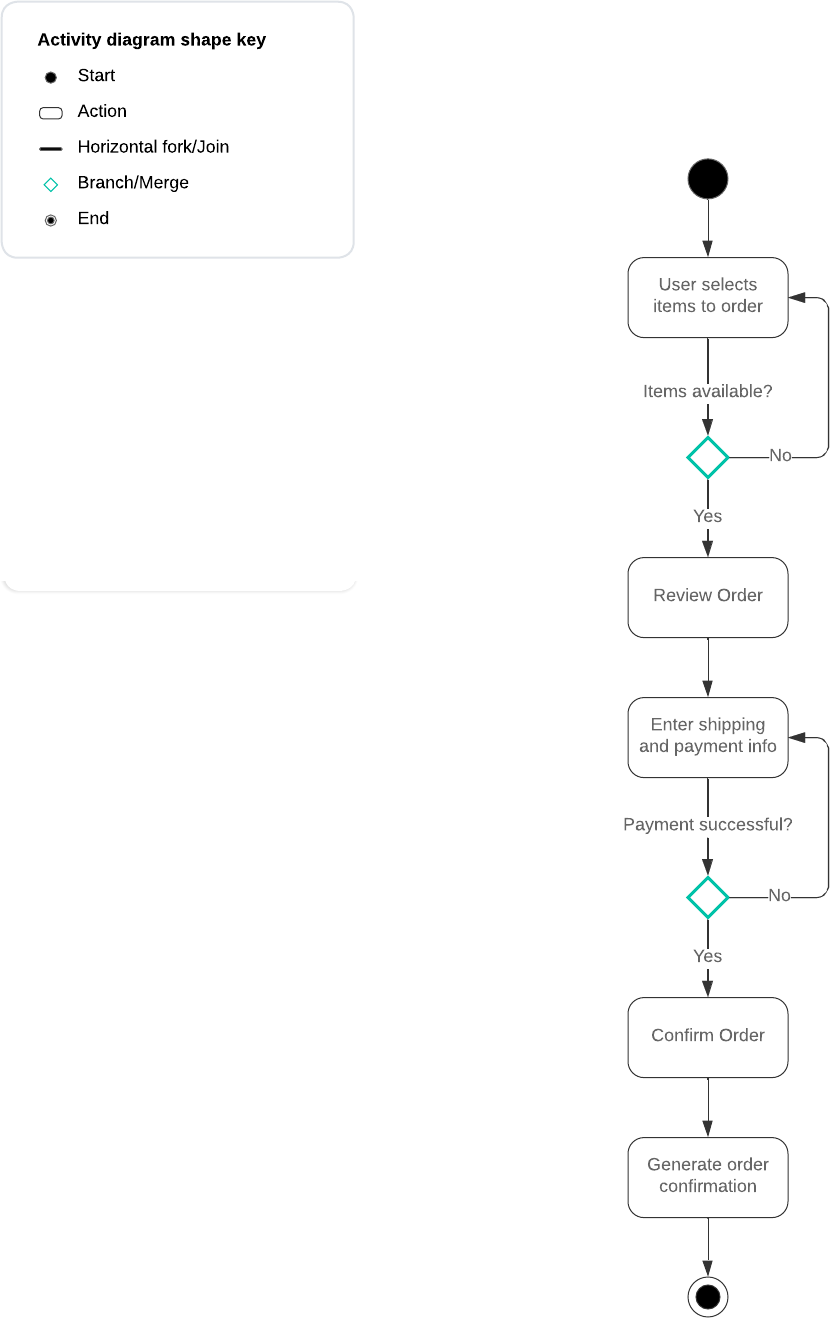 Activity diagram shape key
Start
Action
Horizontal fork/Join
Branch/Merge
End
User selects
items to order
Items available?
No
Yes
Review Order
Enter shipping
and payment info
Payment successful?
No
Yes
Confirm Order
Generate order
confirmation